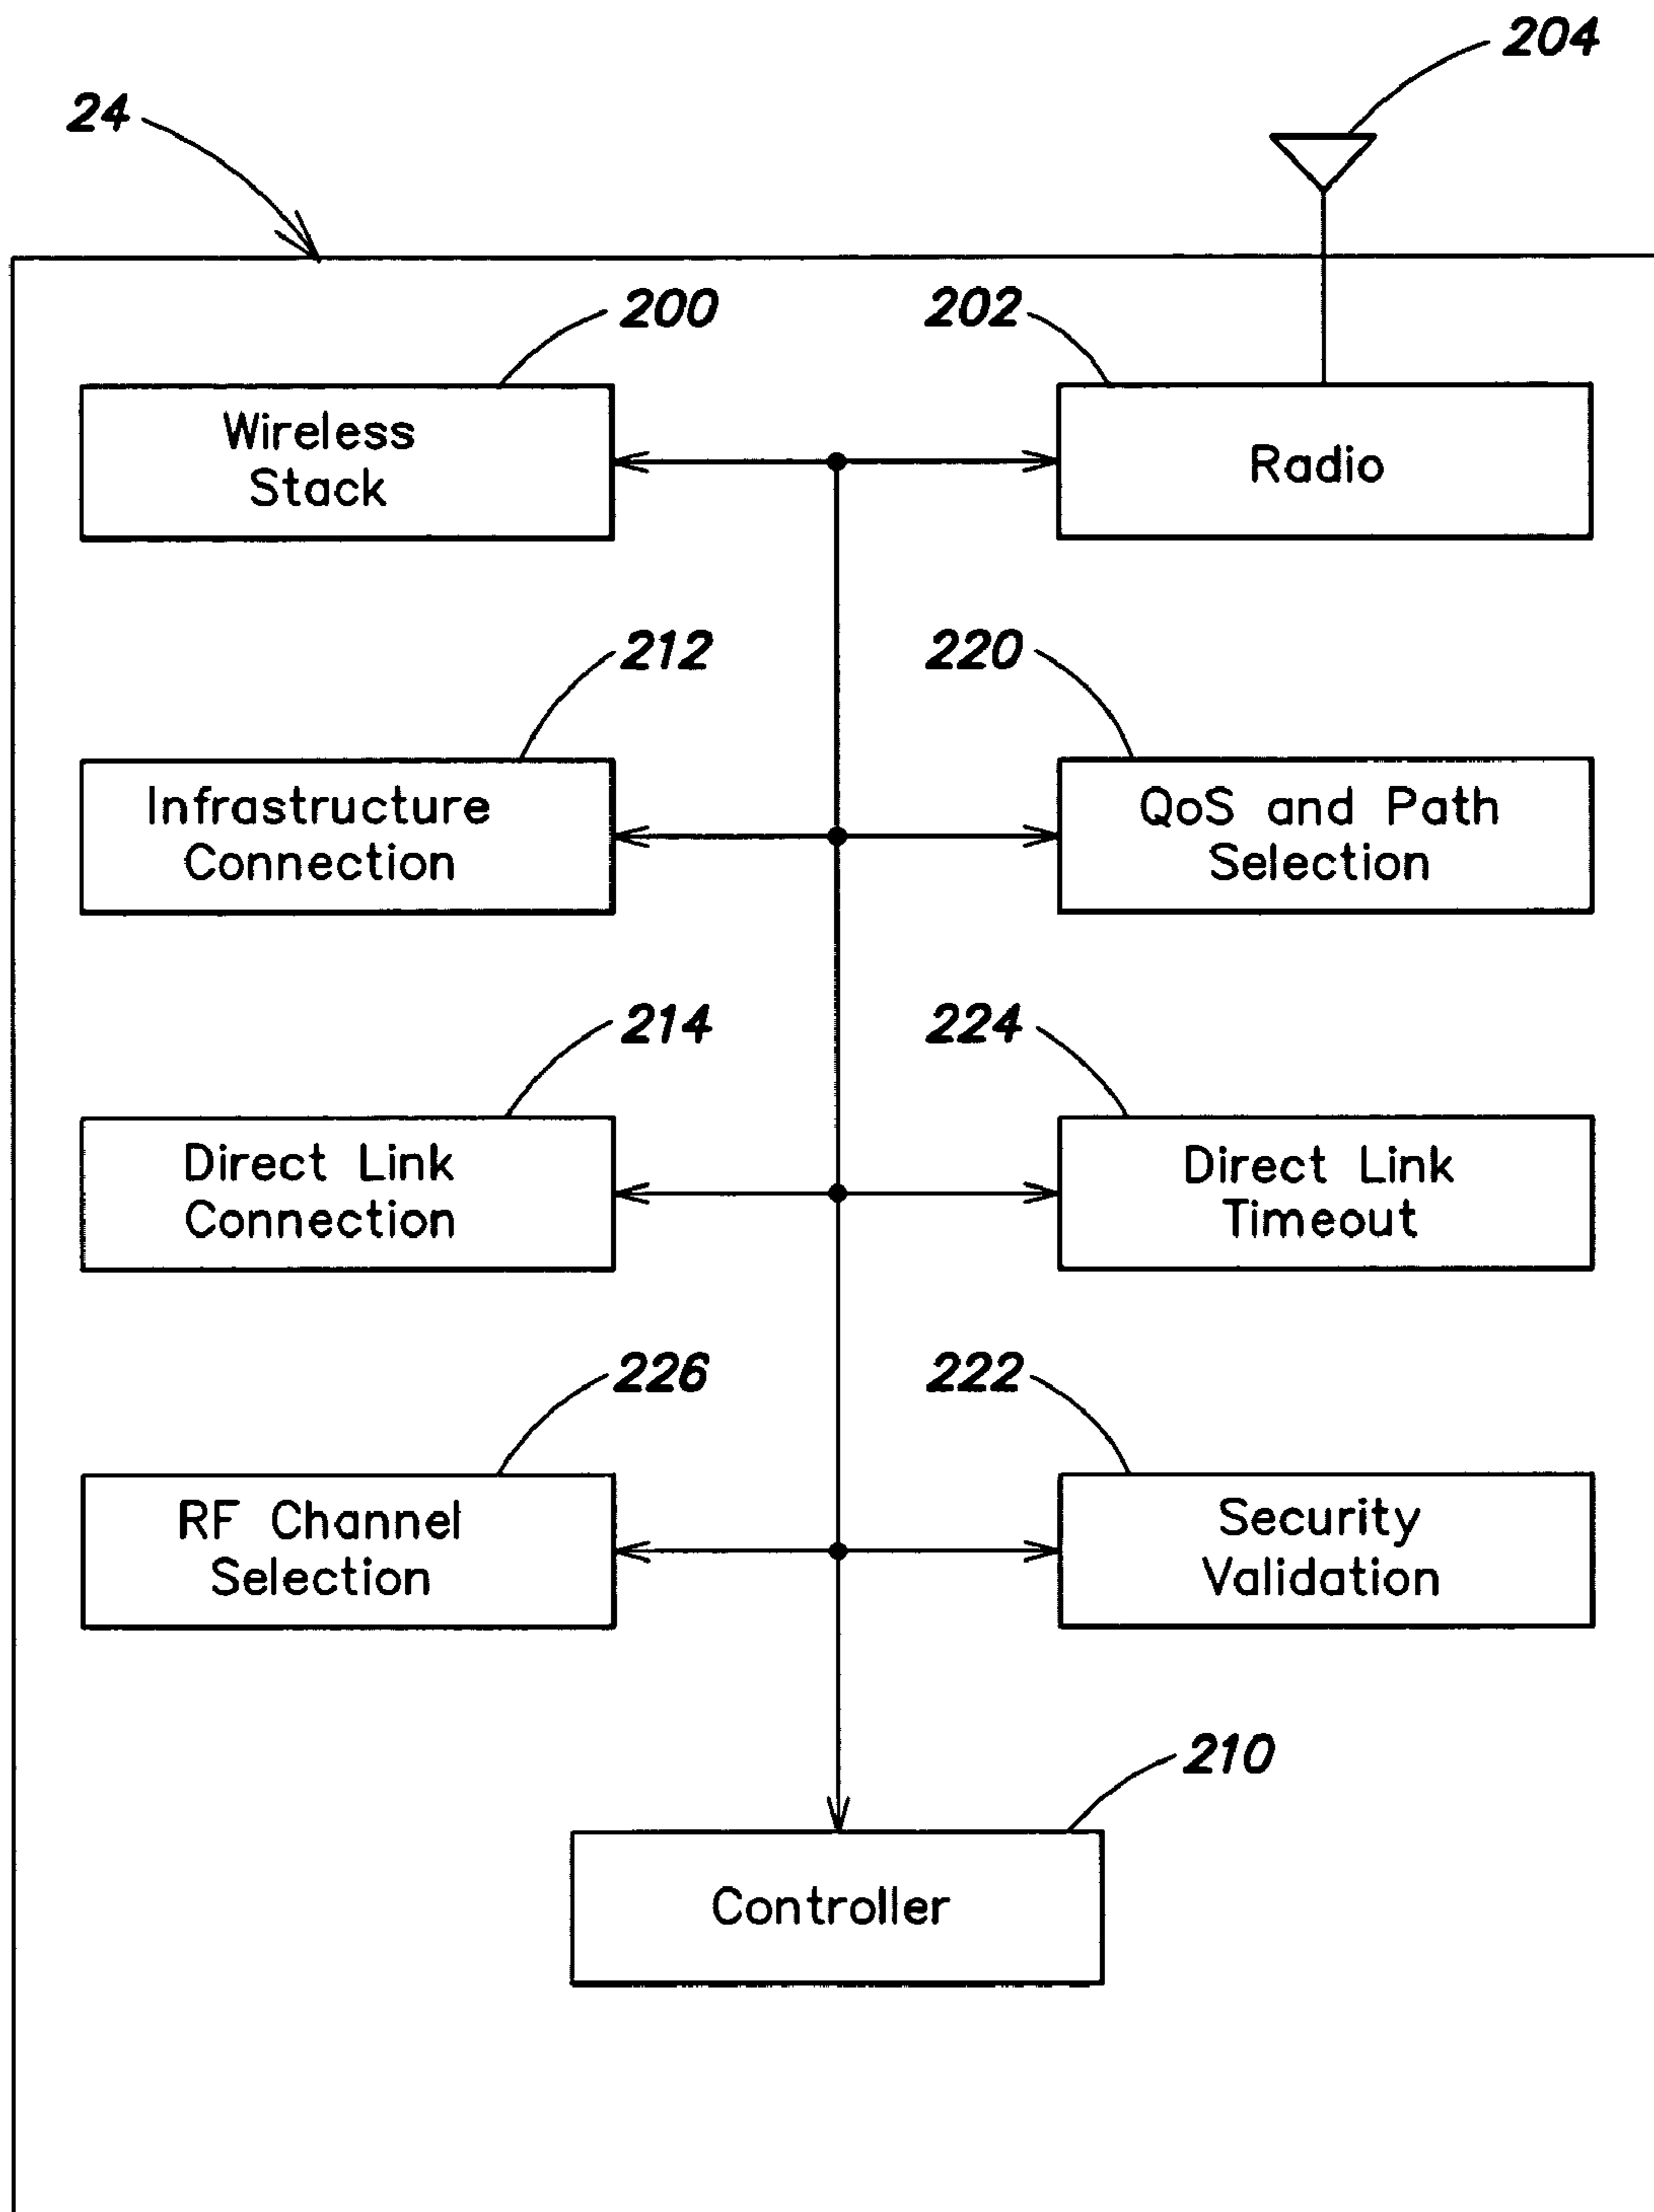 204
24
200
202
Wireless
Stack
Radio
212
220
Infrastructure
Connection
QoS and Path
Selection
214
224
Direct Link
Connection
Direct Link
Timeout
226
222
RF Channel
Selection
Security
Validation
210
Controller